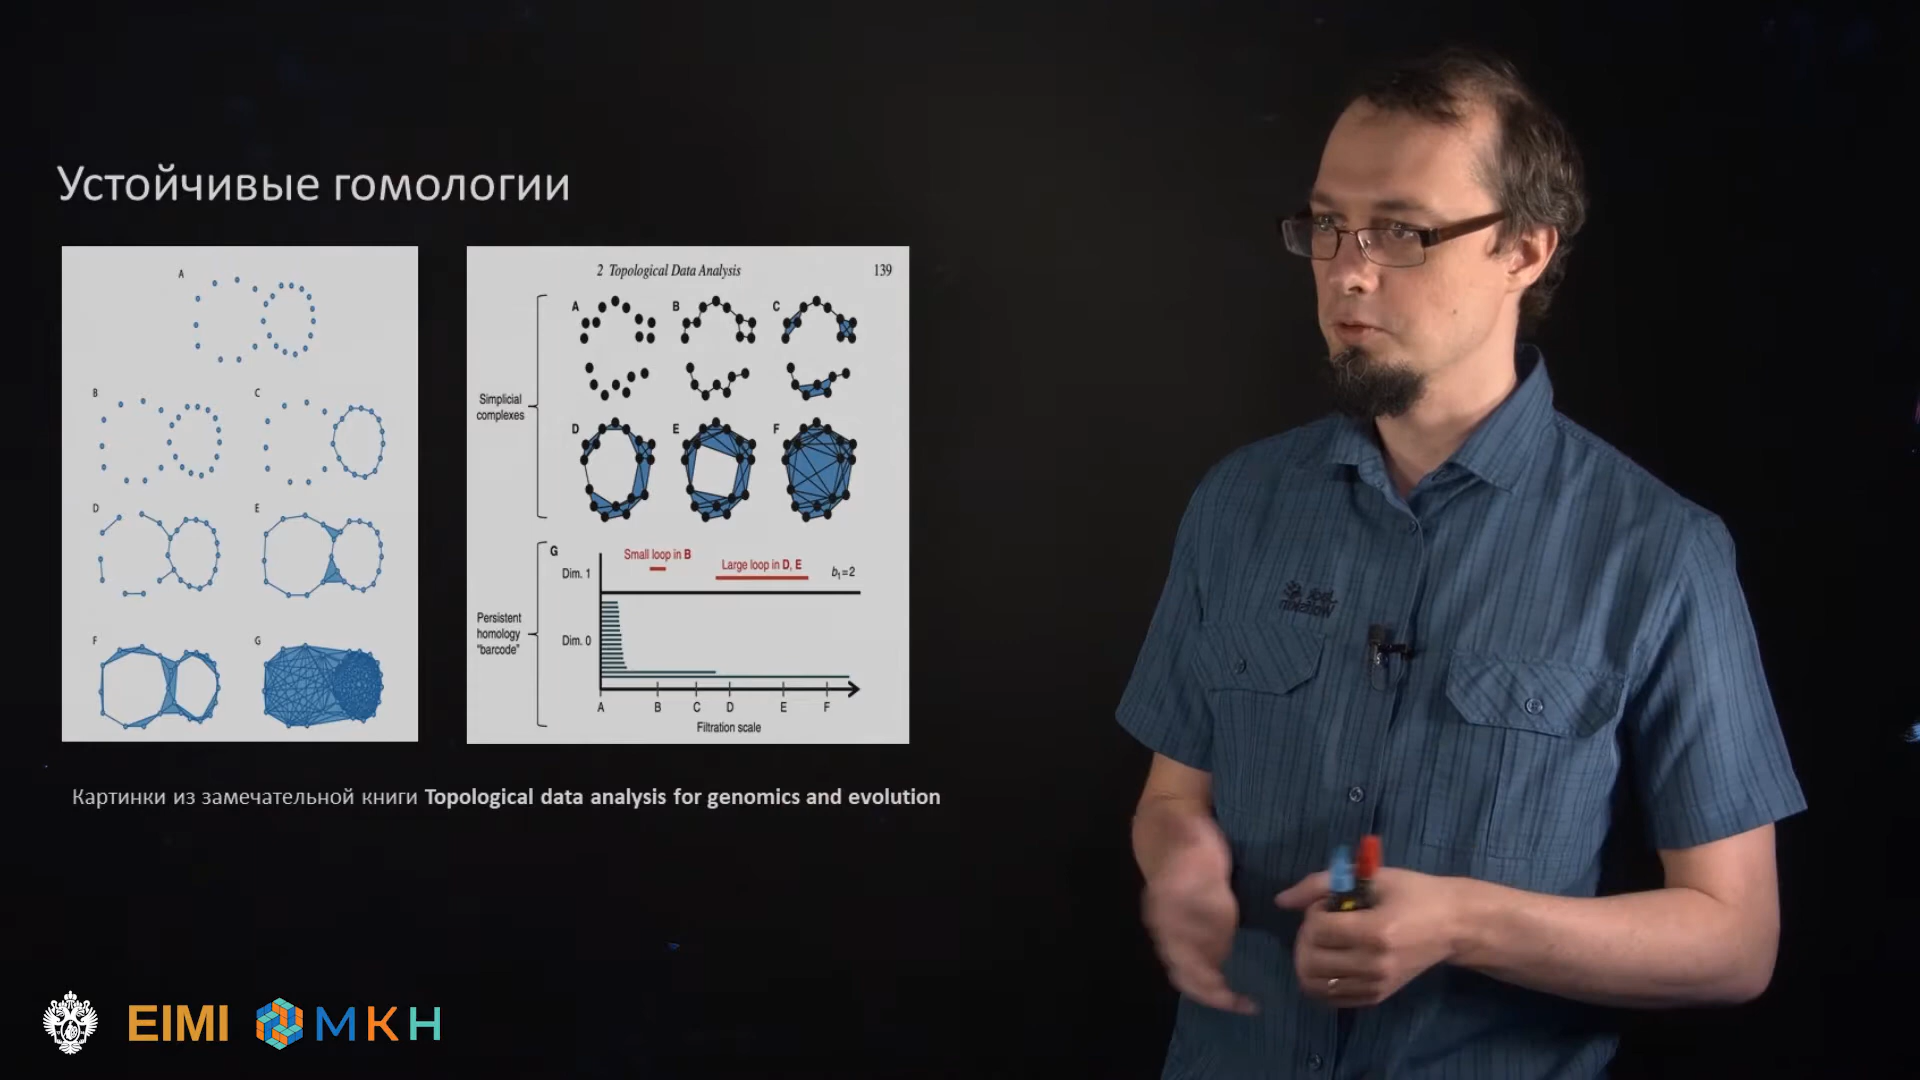 Устойчивые гомологии
A
B
C
D
E
F
G
2 Topological Data Analysis
139
A
B
C
Simplicial
complexes
D
E
F
G
Small loop in B
Large loop in D, E
b₁=2
Dim. 1
Persistent
homology
"barcode"
Dim. 0
A
B
C
D
E
F
Filtration scale
Картинки из замечательной книги Topological data analysis for genomics and evolution
Jack
Wolfskin
EIMI
МКН